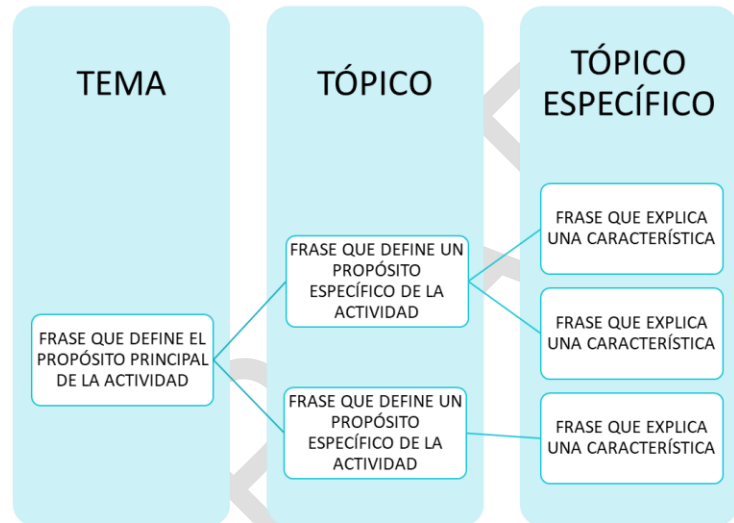 TEMA
TÓPICO
TÓPICO
ESPECÍFICO
FRASE QUE DEFINE EL
PROPÓSITO PRINCIPAL
DE LA ACTIVIDAD
FRASE QUE DEFINE UN
PROPÓSITO
ESPECÍFICO DE LA
ACTIVIDAD
FRASE QUE DEFINE UN
PROPÓSITO
ESPECÍFICO DE LA
ACTIVIDAD
FRASE QUE EXPLICA
UNA CARACTERÍSTICA
FRASE QUE EXPLICA
UNA CARACTERÍSTICA
FRASE QUE EXPLICA
UNA CARACTERÍSTICA